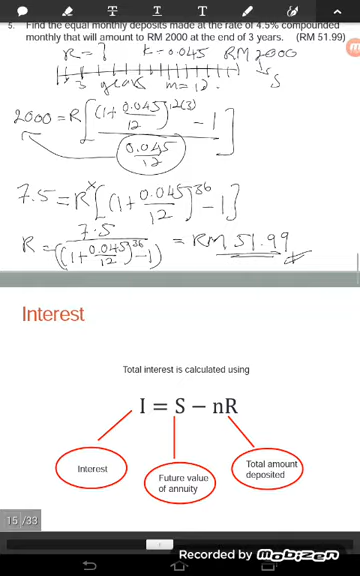 5. Find the equal monthly deposits made at the rate of 4.5% compounded
monthly that will amount to RM 2000 at the end of 3 years. (RM 51.99)
R = ? k = 0.045 RM 2000
3 years m = 12. S
2000 = R [ (1 + 0.045/12)^12(3) - 1 / 0.045/12 ]
7.5 = R × [ (1 + 0.045/12)^36 - 1 ]
R = 7.5 / ((1 + 0.045/12)^36 - 1) = RM 51.99
Interest
Total interest is calculated using
I = S − nR
Interest
Future value
of annuity
Total amount
deposited
15 /33
Recorded by Mobizen